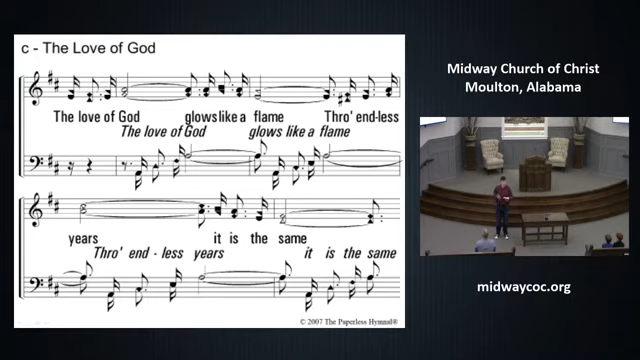 c - The Love of God
The love of God glows like a flame Thro' end-less
The love of God glows like a flame
years it is the same
Thro' end - less years it is the same
© 2007 The Paperless Hymnal®
Midway Church of Christ
Moulton, Alabama
midwaycoc.org